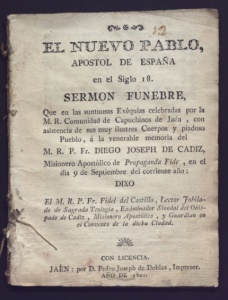 EL NUEVO PABLO,
APOSTOL DE ESPAÑA
en el Siglo 18.
SERMON FUNEBRE,
Que en las suntuosas Exêquias celebradas por la
M. R. Comunidad de Capuchinos de Jaén, con
asistencia de sus muy ilustres Cuerpos y piadoso
Pueblo, á la venerable memoria del
M. R. P. Fr. DIEGO JOSEPH DE CADIZ,
Misionero Apostólico de Propaganda Fide, en el
dia 9 de Septiembre del corriente año;
DIXO
El M. R. P. Fr. Fidel del Castillo, Lector Jubila-
do de Sagrada Teologia, Exâminador Sinodal del Obis-
pado de Cadiz, Misionero Apostólico, y Guardian en
el Convento de la dicha Ciudad.
CON LICENCIA.
JAÉN: por D. Pedro Joseph de Doblas, Impresor.
AÑO DE